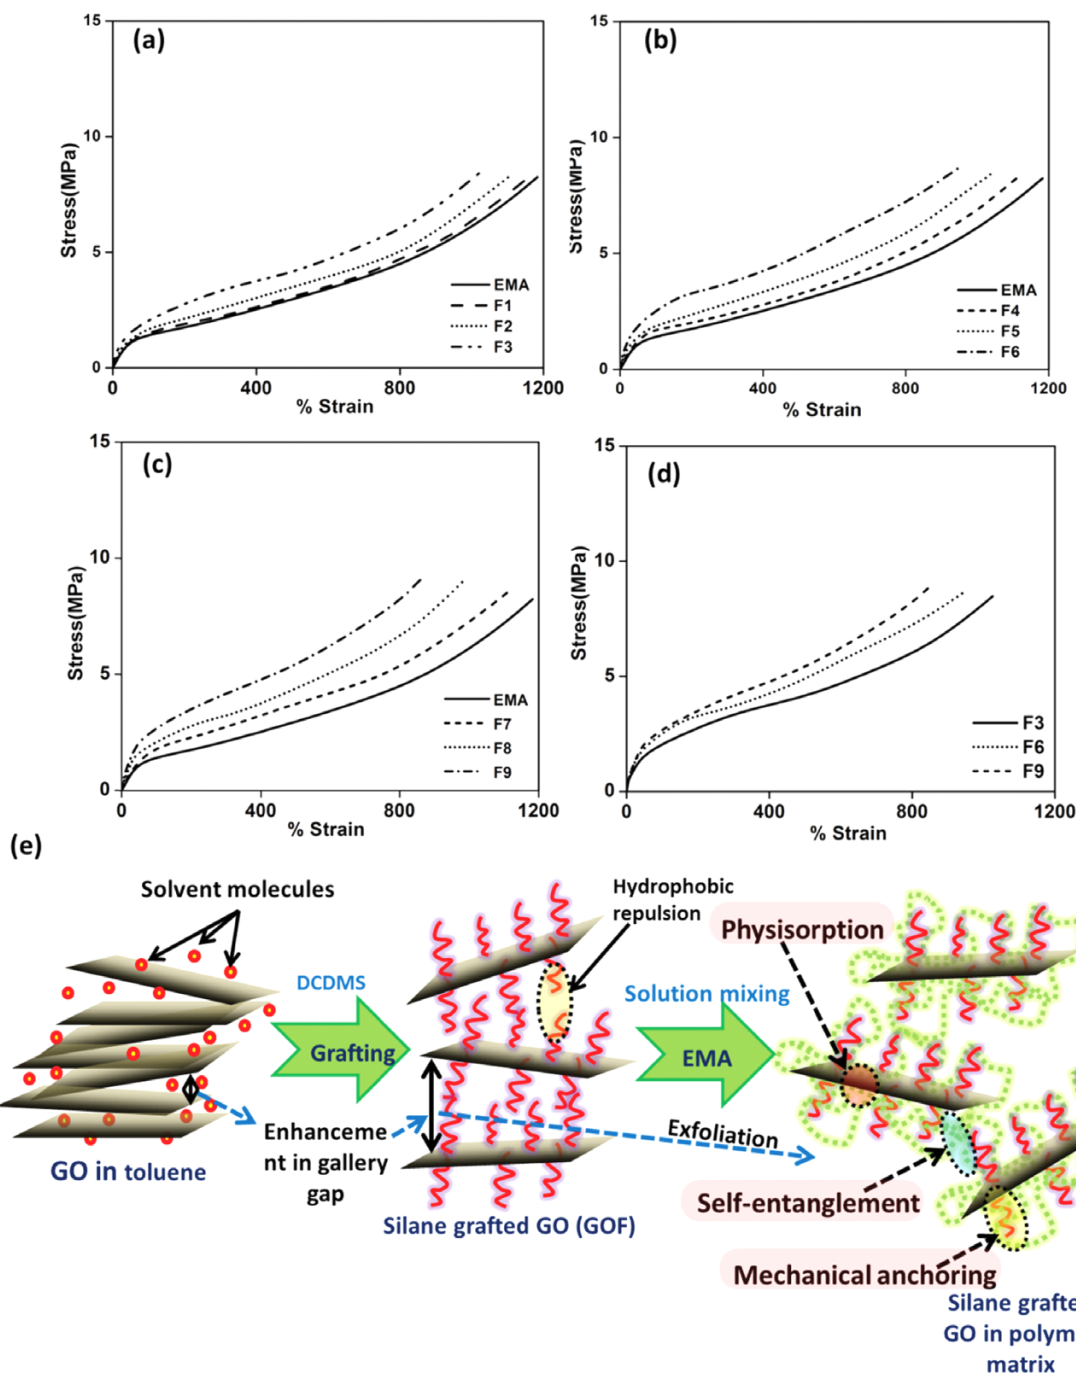 (a)
15
10
5
0
Stress(MPa)
EMA
F1
F2
F3
0 400 800 1200
% Strain
(b)
15
10
5
0
Stress(MPa)
EMA
F4
F5
F6
0 400 800 1200
% Strain
(c)
15
10
5
0
Stress(MPa)
EMA
F7
F8
F9
0 400 800 1200
% Strain
(d)
15
10
5
0
Stress(MPa)
F3
F6
F9
0 400 800 1200
% Strain
(e)
Solvent molecules
GO in toluene
DCDMS
Grafting
Enhanceme
nt in gallery
gap
Hydrophobic
repulsion
Silane grafted GO (GOF)
Solution mixing
EMA
Exfoliation
Physisorption
Self-entanglement
Mechanical anchoring
Silane grafte
GO in polym
matrix